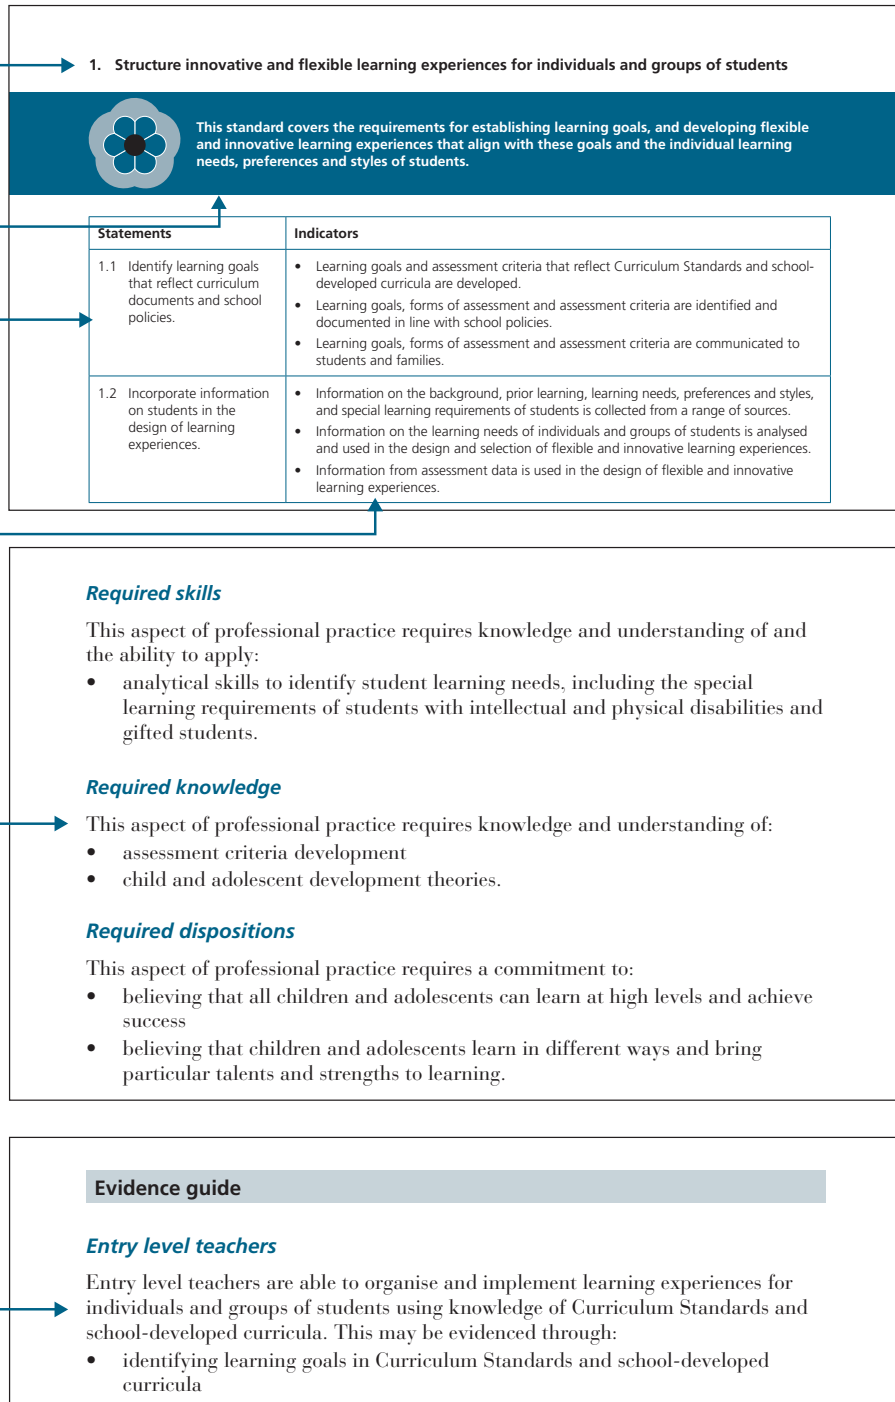 1. Structure innovative and flexible learning experiences for individuals and groups of students
This standard covers the requirements for establishing learning goals, and developing flexible
and innovative learning experiences that align with these goals and the individual learning
needs, preferences and styles of students.
Statements Indicators
1.1 Identify learning goals
that reflect curriculum
documents and school
policies.
• Learning goals and assessment criteria that reflect Curriculum Standards and school-
developed curricula are developed.
• Learning goals, forms of assessment and assessment criteria are identified and
documented in line with school policies.
• Learning goals, forms of assessment and assessment criteria are communicated to
students and families.
1.2 Incorporate information
on students in the
design of learning
experiences.
• Information on the background, prior learning, learning needs, preferences and styles,
and special learning requirements of students is collected from a range of sources.
• Information on the learning needs of individuals and groups of students is analysed
and used in the design and selection of flexible and innovative learning experiences.
• Information from assessment data is used in the design of flexible and innovative
learning experiences.
Required skills
This aspect of professional practice requires knowledge and understanding of and
the ability to apply:
• analytical skills to identify student learning needs, including the special
learning requirements of students with intellectual and physical disabilities and
gifted students.
Required knowledge
This aspect of professional practice requires knowledge and understanding of:
• assessment criteria development
• child and adolescent development theories.
Required dispositions
This aspect of professional practice requires a commitment to:
• believing that all children and adolescents can learn at high levels and achieve
success
• believing that children and adolescents learn in different ways and bring
particular talents and strengths to learning.
Evidence guide
Entry level teachers
Entry level teachers are able to organise and implement learning experiences for
individuals and groups of students using knowledge of Curriculum Standards and
school-developed curricula. This may be evidenced through:
• identifying learning goals in Curriculum Standards and school-developed
curricula